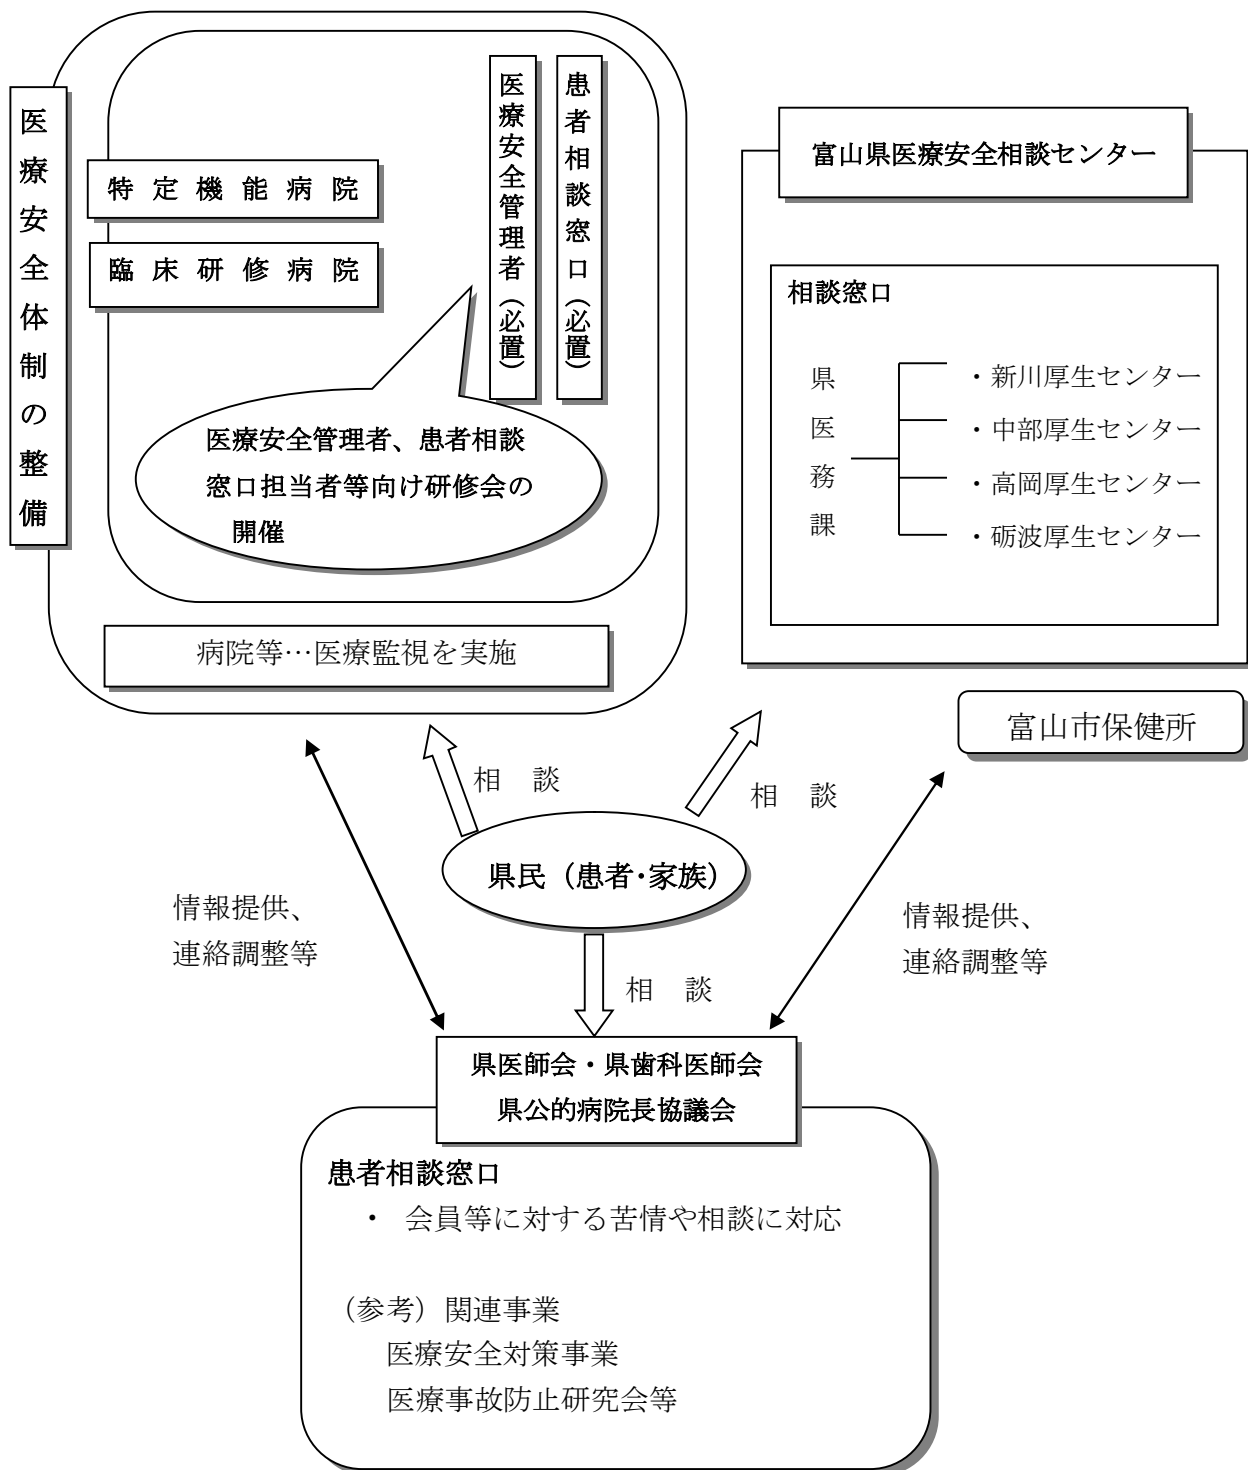 医療安全体制の整備
特定機能病院
臨床研修病院
医療安全管理者（必置）
患者相談窓口（必置）
医療安全管理者、患者相談
窓口担当者等向け研修会の
開催
病院等…医療監視を実施
富山県医療安全相談センター
相談窓口
県医務課
・新川厚生センター
・中部厚生センター
・高岡厚生センター
・砺波厚生センター
富山市保健所
相　談
相　談
県民（患者･家族）
情報提供、
連絡調整等
情報提供、
連絡調整等
相　談
県医師会・県歯科医師会
県公的病院長協議会
患者相談窓口
・　会員等に対する苦情や相談に対応
（参考）関連事業
医療安全対策事業
医療事故防止研究会等